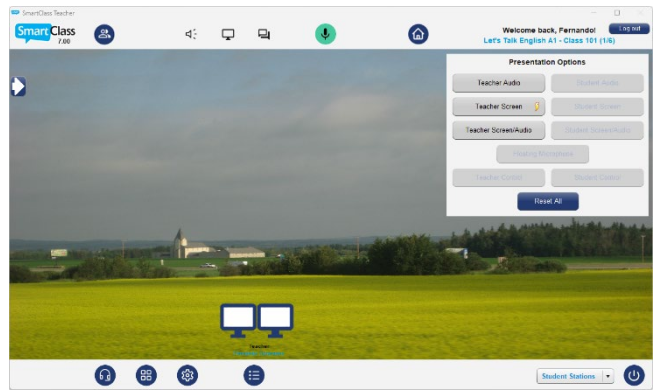 SmartClass Teacher
SmartClass
7.00
Welcome back, Fernando!
Log out
Let's Talk English A1 - Class 101 (1/6)
Presentation Options
Teacher Audio
Student Audio
Teacher Screen
Student Screen
Teacher Screen/Audio
Student Screen/Audio
Floating Microphone
Teacher Control
Student Control
Reset All
Teacher
Student Stations